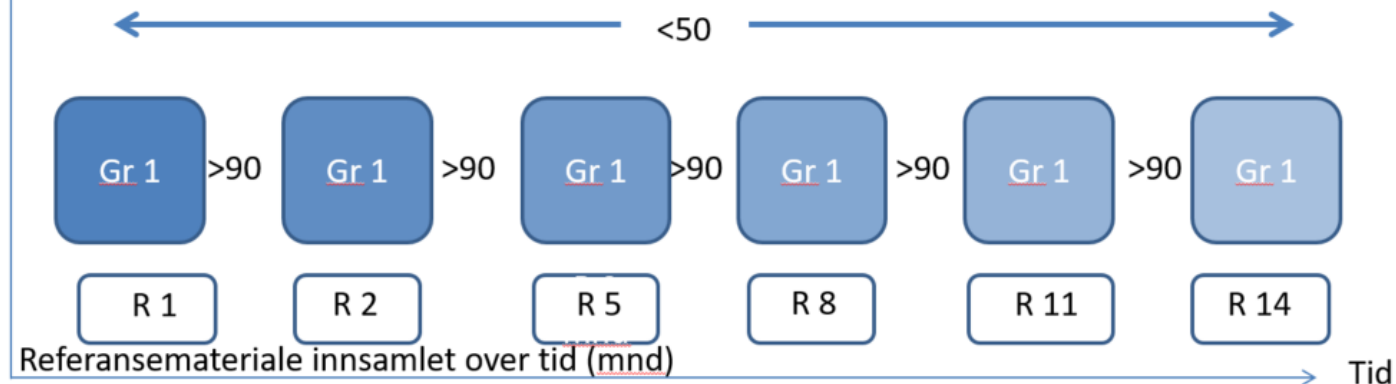 <50
Gr 1 >90 Gr 1 >90 Gr 1 >90 Gr 1 >90 Gr 1 >90 Gr 1
R 1 R 2 R 5 R 8 R 11 R 14
Referansemateriale innsamlet over tid (mnd)
Tid